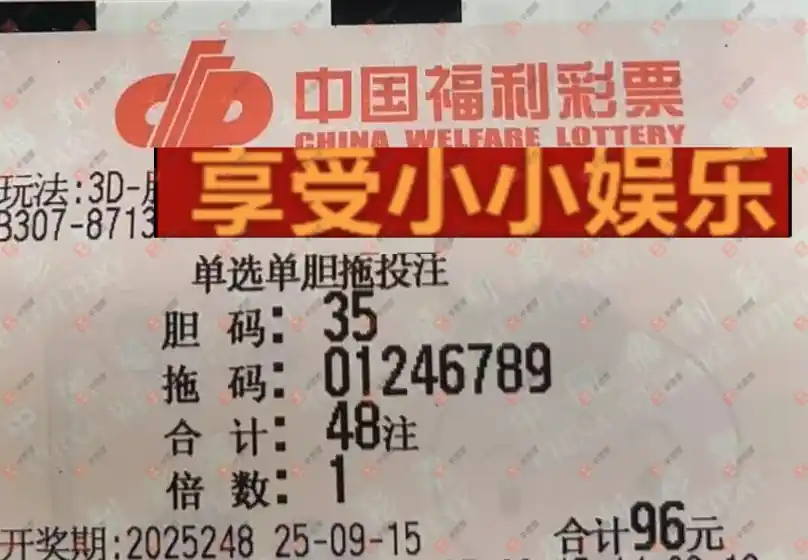 中国福利彩票
CHINA WELFARE LOTTERY
享受小小娱乐
玩法:3D-
3307-8713
单选单胆拖投注
胆 码: 35
拖 码: 01246789
合 计: 48注
倍 数: 1
开奖期:2025248 25-09-15 合计96元